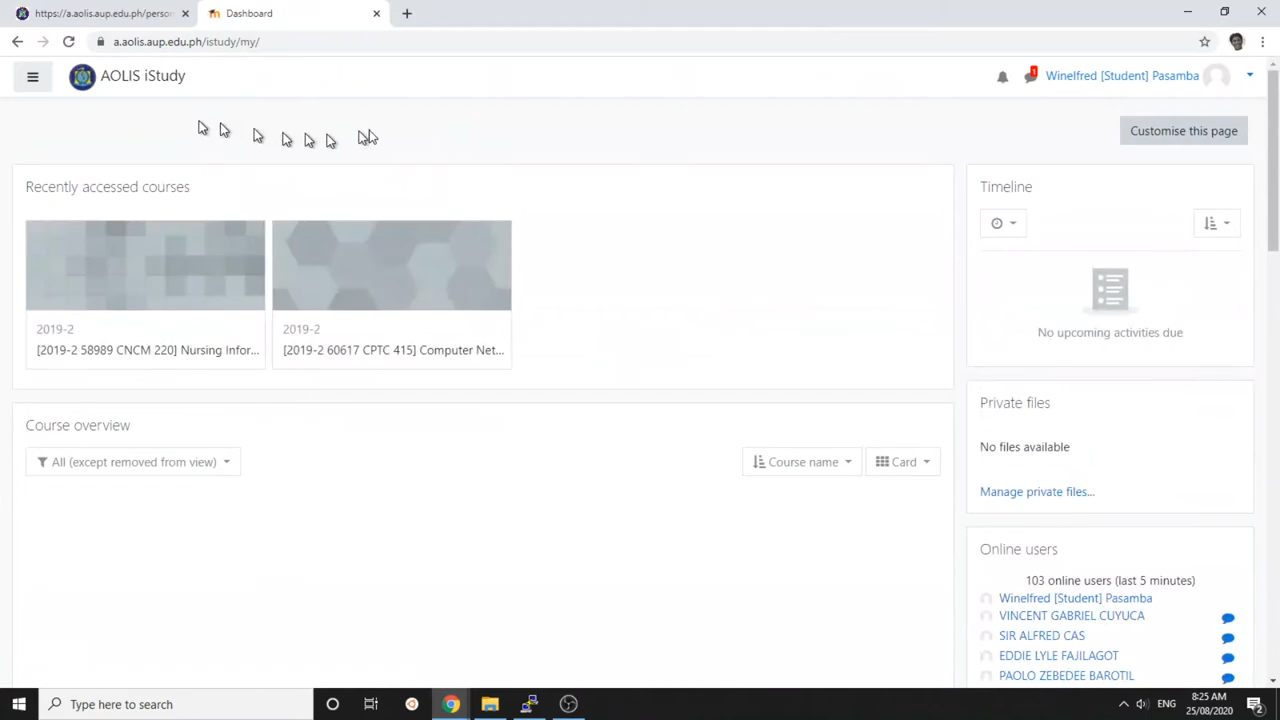 https://a.aolis.aup.edu.ph/person
Dashboard
a.aolis.aup.edu.ph/istudy/my/
AOLIS iStudy
1
Winelfred [Student] Pasamba
Customise this page
Recently accessed courses
2019-2
[2019-2 58989 CNCM 220] Nursing Infor...
2019-2
[2019-2 60617 CPTC 415] Computer Net...
Timeline
No upcoming activities due
Course overview
All (except removed from view)
Course name
Card
Private files
No files available
Manage private files...
Online users
103 online users (last 5 minutes)
Winelfred [Student] Pasamba
VINCENT GABRIEL CUYUCA
SIR ALFRED CAS
EDDIE LYLE FAJILAGOT
PAOLO ZEBEDEE BAROTIL
Type here to search
ENG
8:25 AM
25/08/2020
2